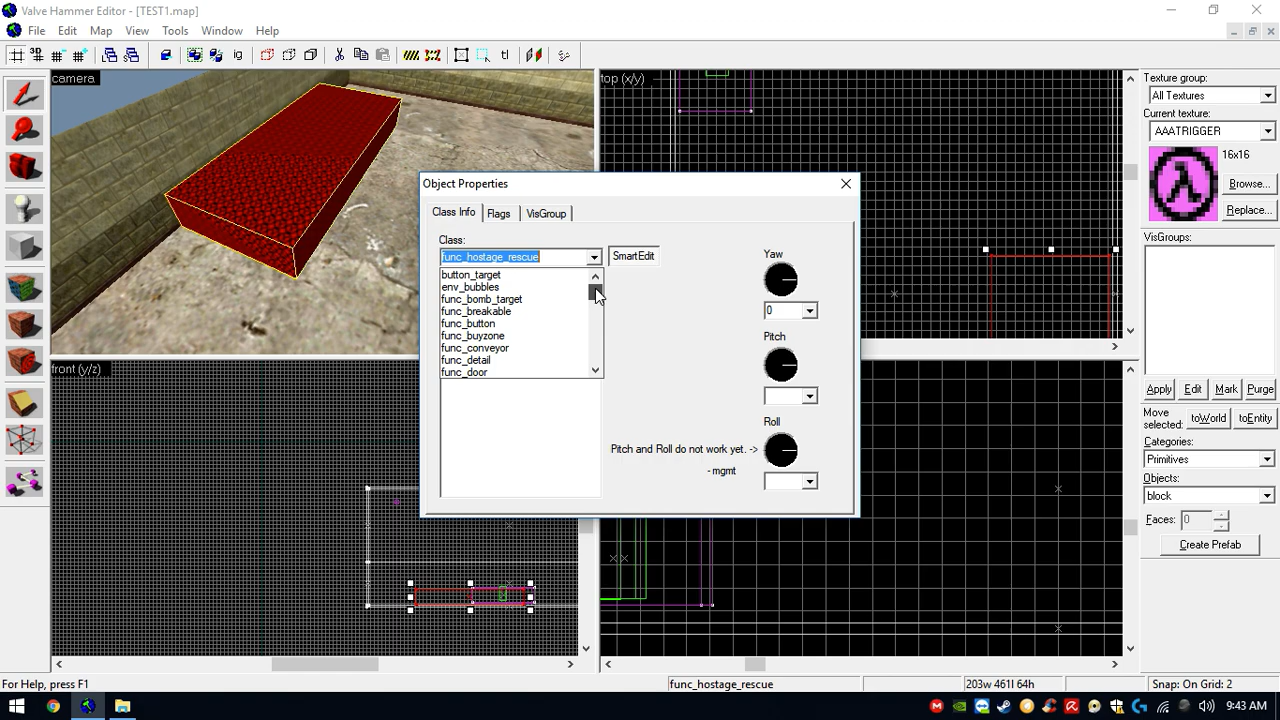 Valve Hammer Editor - [TEST1.map]
File Edit Map View Tools Window Help
camera
top (x/y)
front (y/z)
Object Properties
Class Info
Flags
VisGroup
Class:
func_hostage_rescue
SmartEdit
button_target
env_bubbles
func_bomb_target
func_breakable
func_button
func_buyzone
func_conveyor
func_detail
func_door
Yaw
0
Pitch
Roll
Pitch and Roll do not work yet. ->
- mgmt
Texture group:
All Textures
Current texture:
AAATRIGGER
16x16
Browse...
Replace...
VisGroups:
Apply Edit Mark Purge
Move selected:
toWorld
toEntity
Categories:
Primitives
Objects:
block
Faces: 0
Create Prefab
For Help, press F1
func_hostage_rescue
203w 461l 64h
Snap: On Grid: 2
9:43 AM